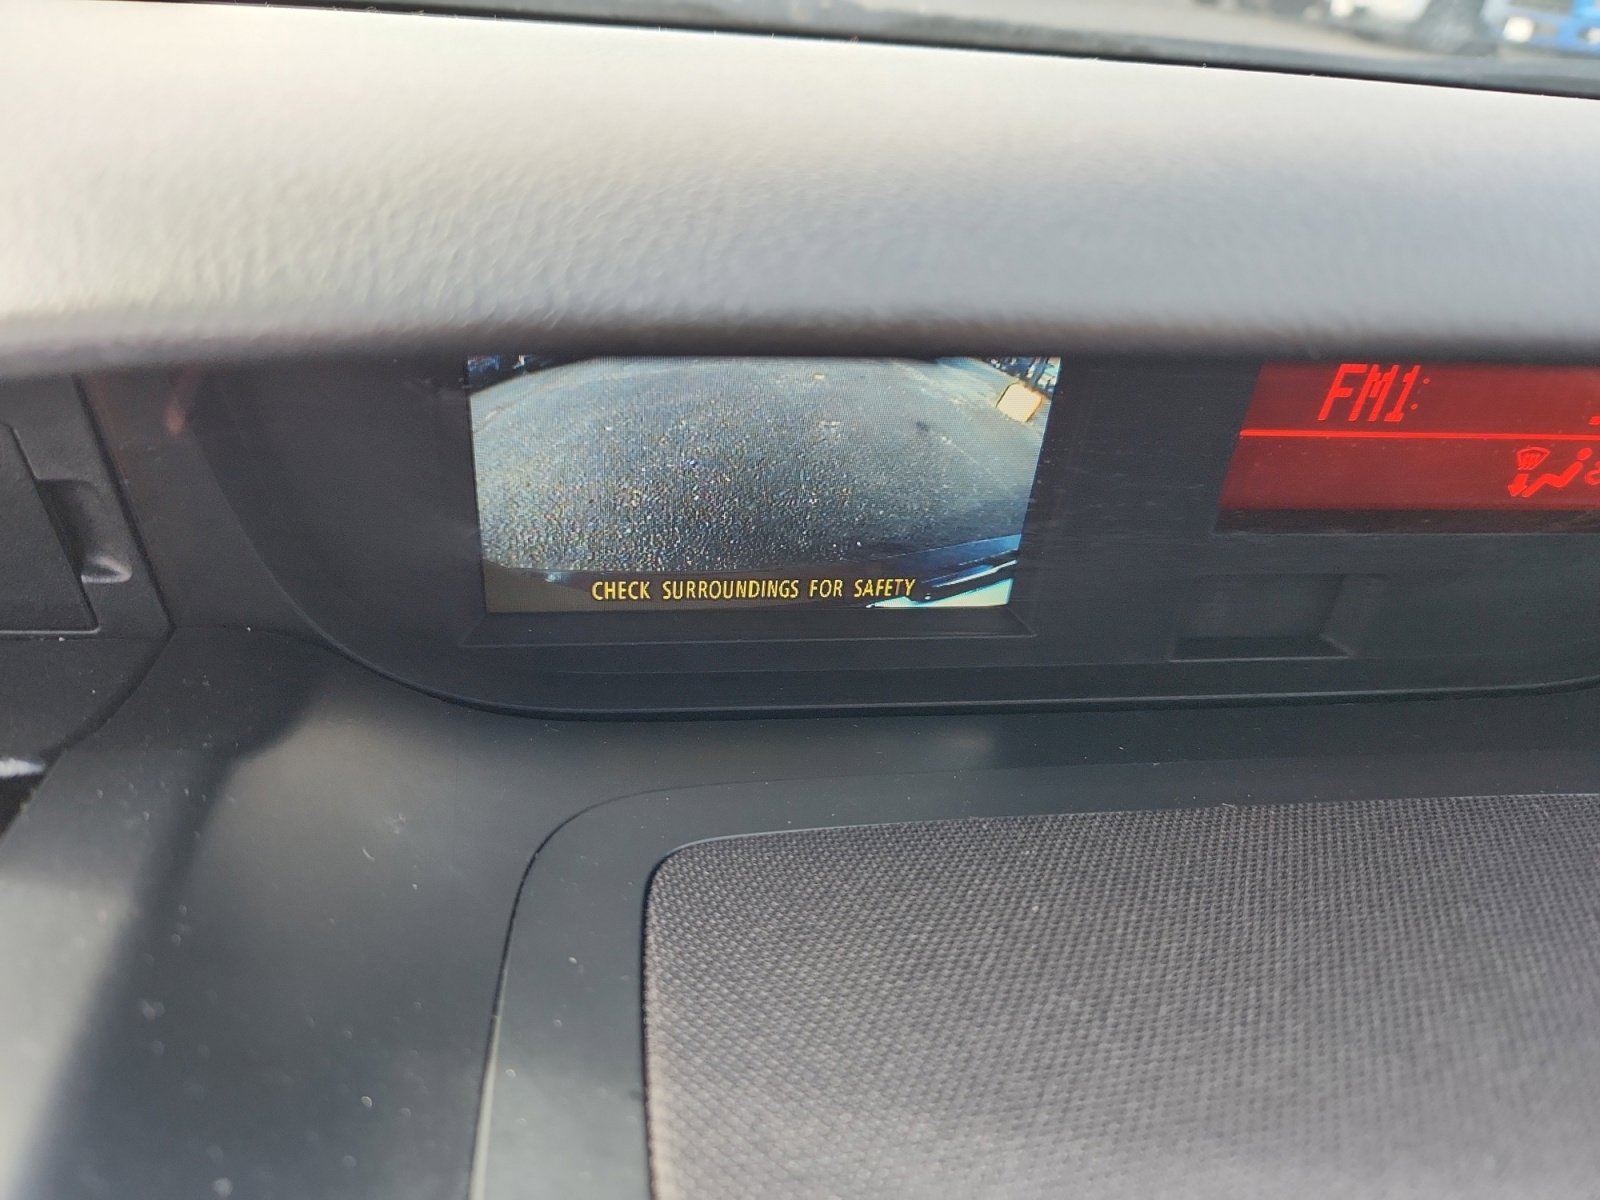 FM1:
CHECK SURROUNDINGS FOR SAFETY